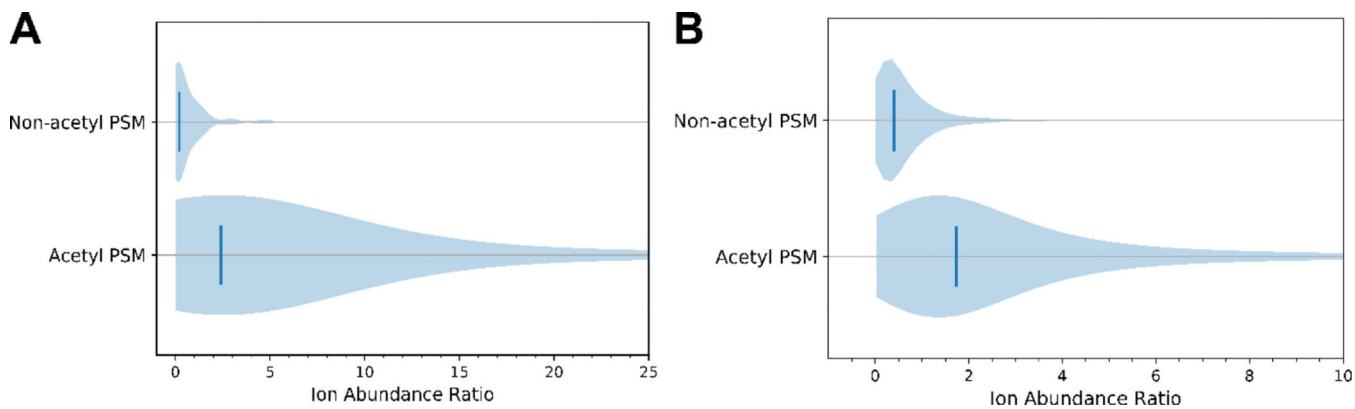 A
Non-acetyl PSM
Acetyl PSM
0 5 10 15 20 25
Ion Abundance Ratio
B
Non-acetyl PSM
Acetyl PSM
0 2 4 6 8 10
Ion Abundance Ratio